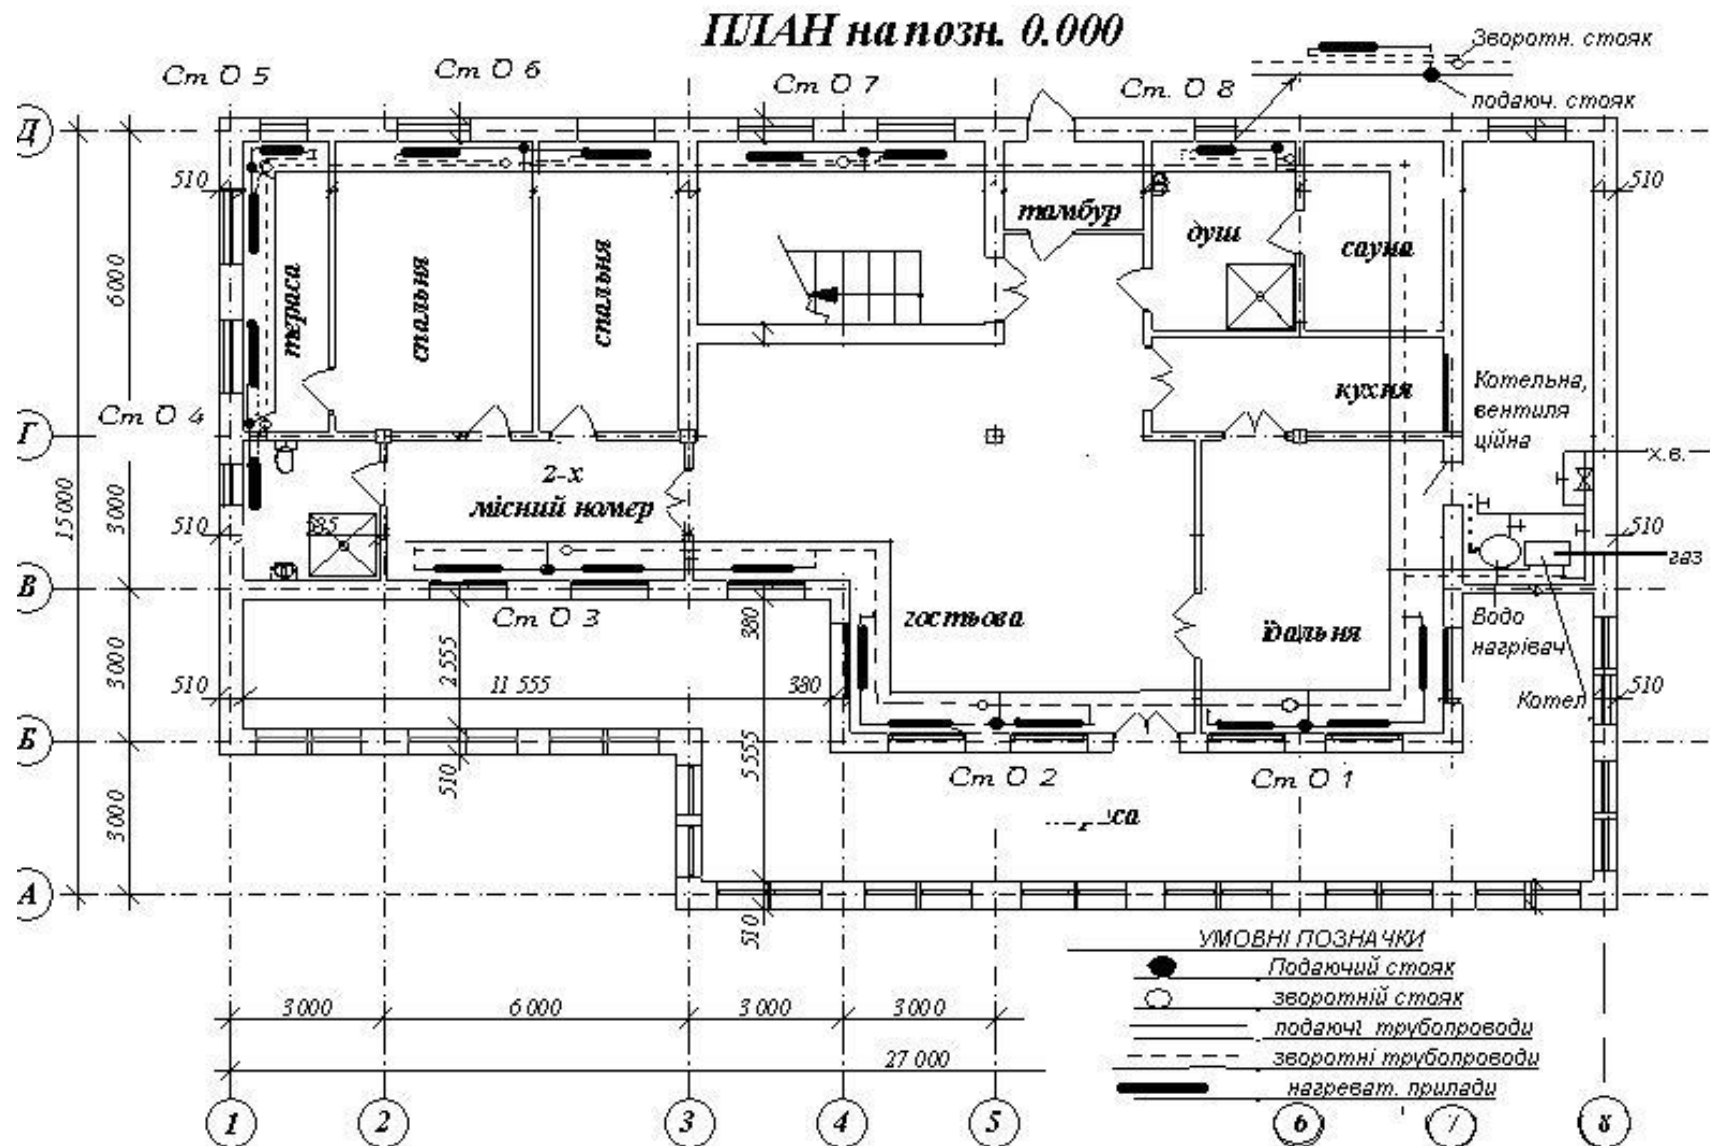 ПЛАН на позн. 0.000
Зворотн. стояк
подаюч. стояк
Ст О 5
Ст О 6
Ст О 7
Ст. О 8
Д
510
510
6000
тераса
спальня
спальня
тамбур
душ
сауна
кухня
Котельна,
вентиля
ційна
Ст О 4
Г
х.в.
2-х
місний номер
15000
3000
510
510
газ
В
Ст О 3
380
гостьова
їдальня
Водо
нагрівач
3000
2555
510
11 555
380
510
Котел
Б
510
5555
Ст О 2
Ст О 1
3000
А
510
УМОВНІ ПОЗНАЧКИ
Подаючий стояк
зворотній стояк
подаючі трубопроводи
зворотні трубопроводи
нагреват. прилади
3000
6000
3000
3000
27 000
1
2
3
4
5
6
7
8